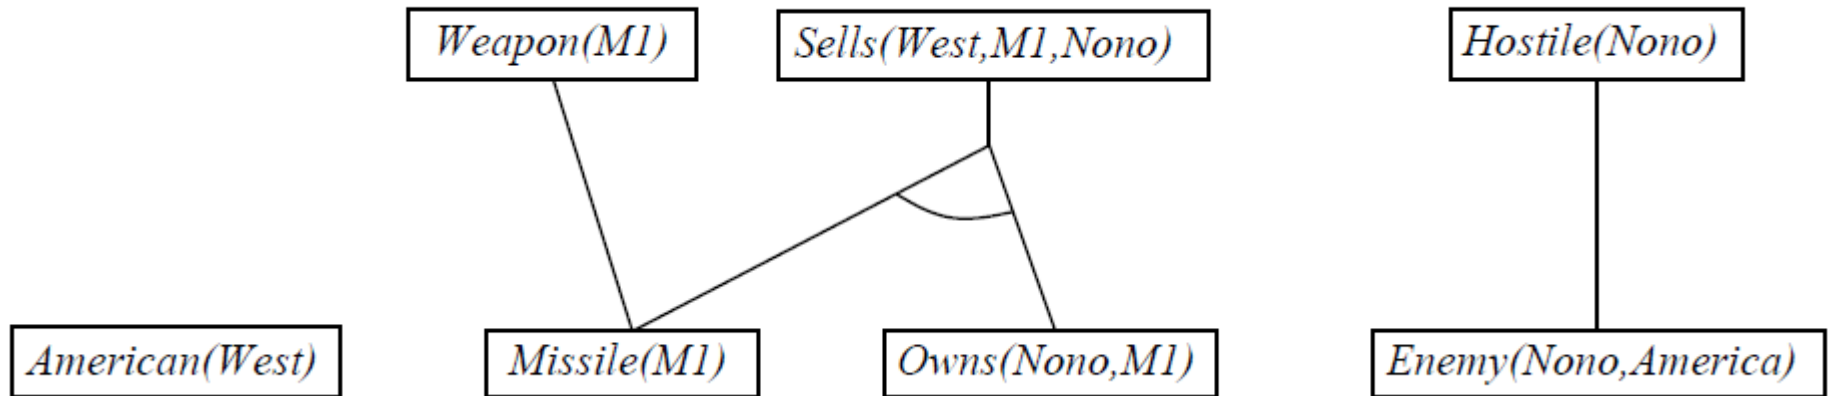 Weapon(M1)
Sells(West,M1,Nono)
Hostile(Nono)
American(West)
Missile(M1)
Owns(Nono,M1)
Enemy(Nono,America)